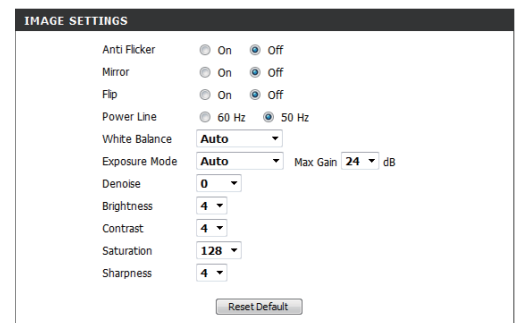 IMAGE SETTINGS
Anti Flicker On Off
Mirror On Off
Flip On Off
Power Line 60 Hz 50 Hz
White Balance Auto
Exposure Mode Auto Max Gain 24 dB
Denoise 0
Brightness 4
Contrast 4
Saturation 128
Sharpness 4
Reset Default